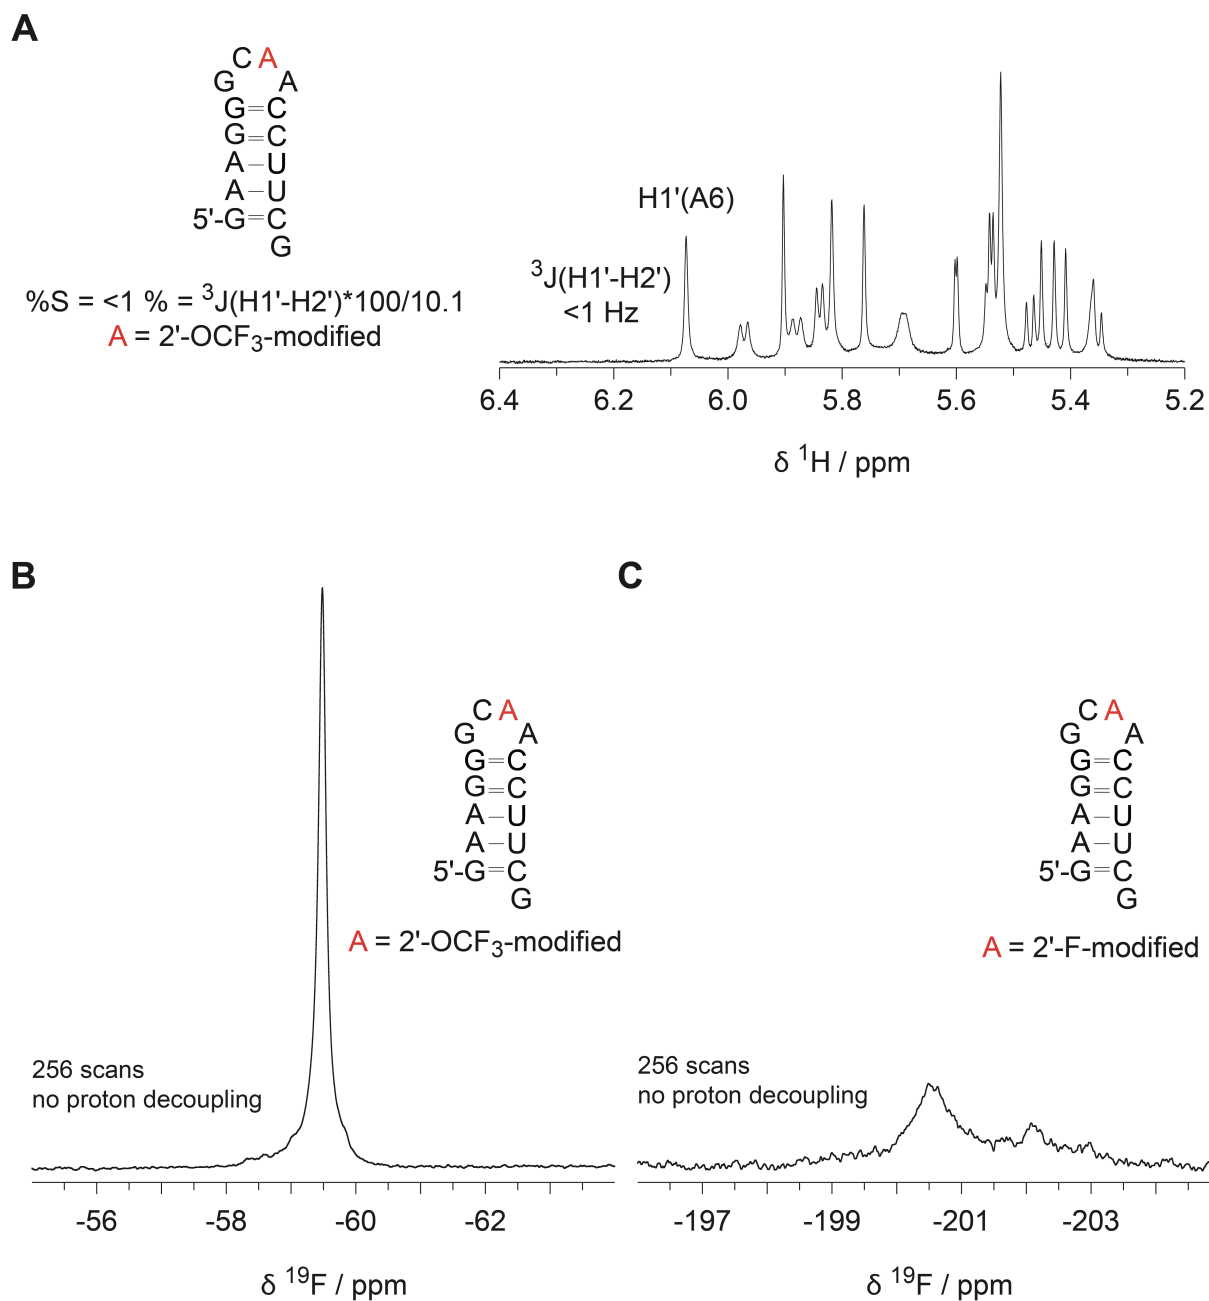 A
C A
G A
G=C
G=C
A–U
A–U
5'-G=C
G
%S = <1 % = ³J(H1'-H2')*100/10.1
A = 2'-OCF₃-modified
H1'(A6)
³J(H1'-H2')
<1 Hz
6.4 6.2 6.0 5.8 5.6 5.4 5.2
δ ¹H / ppm
B
C A
G A
G=C
G=C
A–U
A–U
5'-G=C
G
A = 2'-OCF₃-modified
256 scans
no proton decoupling
-56 -58 -60 -62
δ ¹⁹F / ppm
C
C A
G A
G=C
G=C
A–U
A–U
5'-G=C
G
A = 2'-F-modified
256 scans
no proton decoupling
-197 -199 -201 -203
δ ¹⁹F / ppm